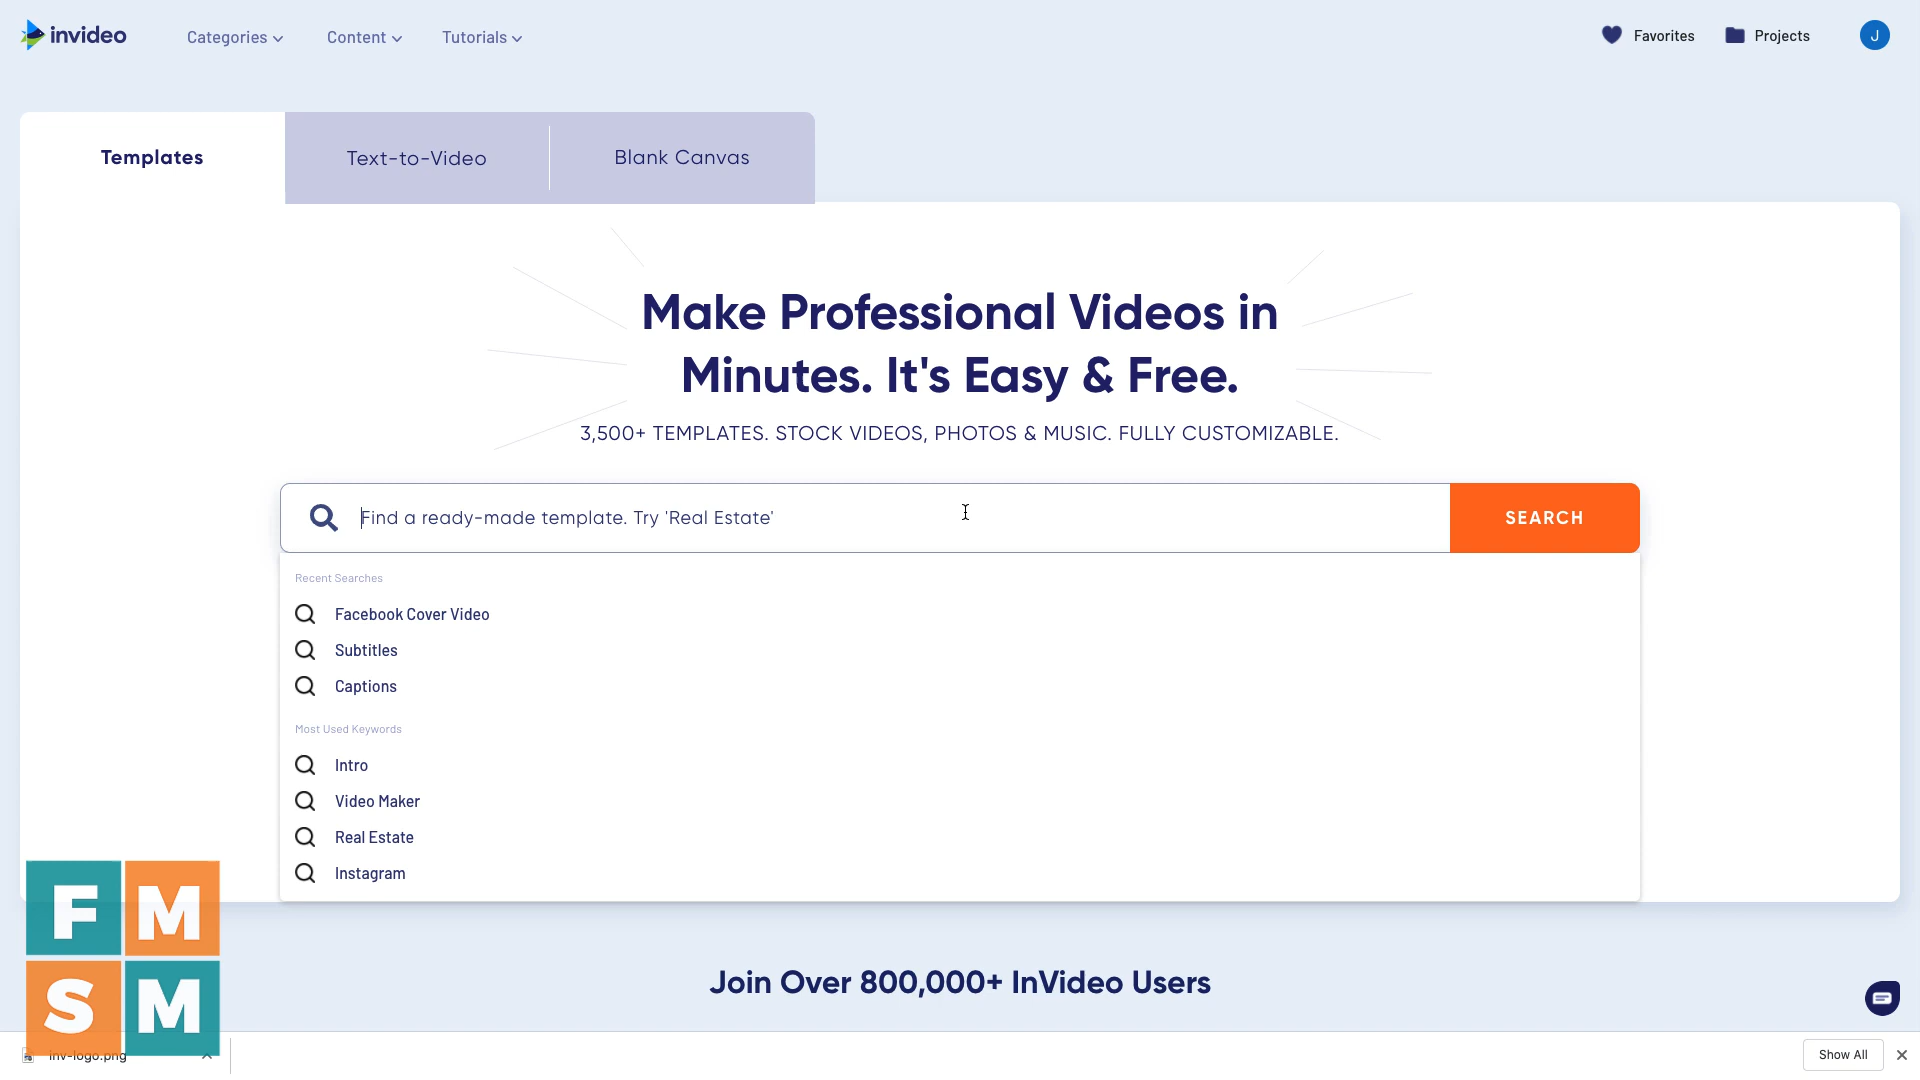 invideo
Categories
Content
Tutorials
Favorites
Projects
J
Templates
Text-to-Video
Blank Canvas
Make Professional Videos in
Minutes. It's Easy & Free.
3,500+ TEMPLATES. STOCK VIDEOS, PHOTOS & MUSIC. FULLY CUSTOMIZABLE.
Find a ready-made template. Try 'Real Estate'
SEARCH
Recent Searches
Facebook Cover Video
Subtitles
Captions
Most Used Keywords
Intro
Video Maker
Real Estate
Instagram
F M
S M
Join Over 800,000+ InVideo Users
inv-logo.png
Show All